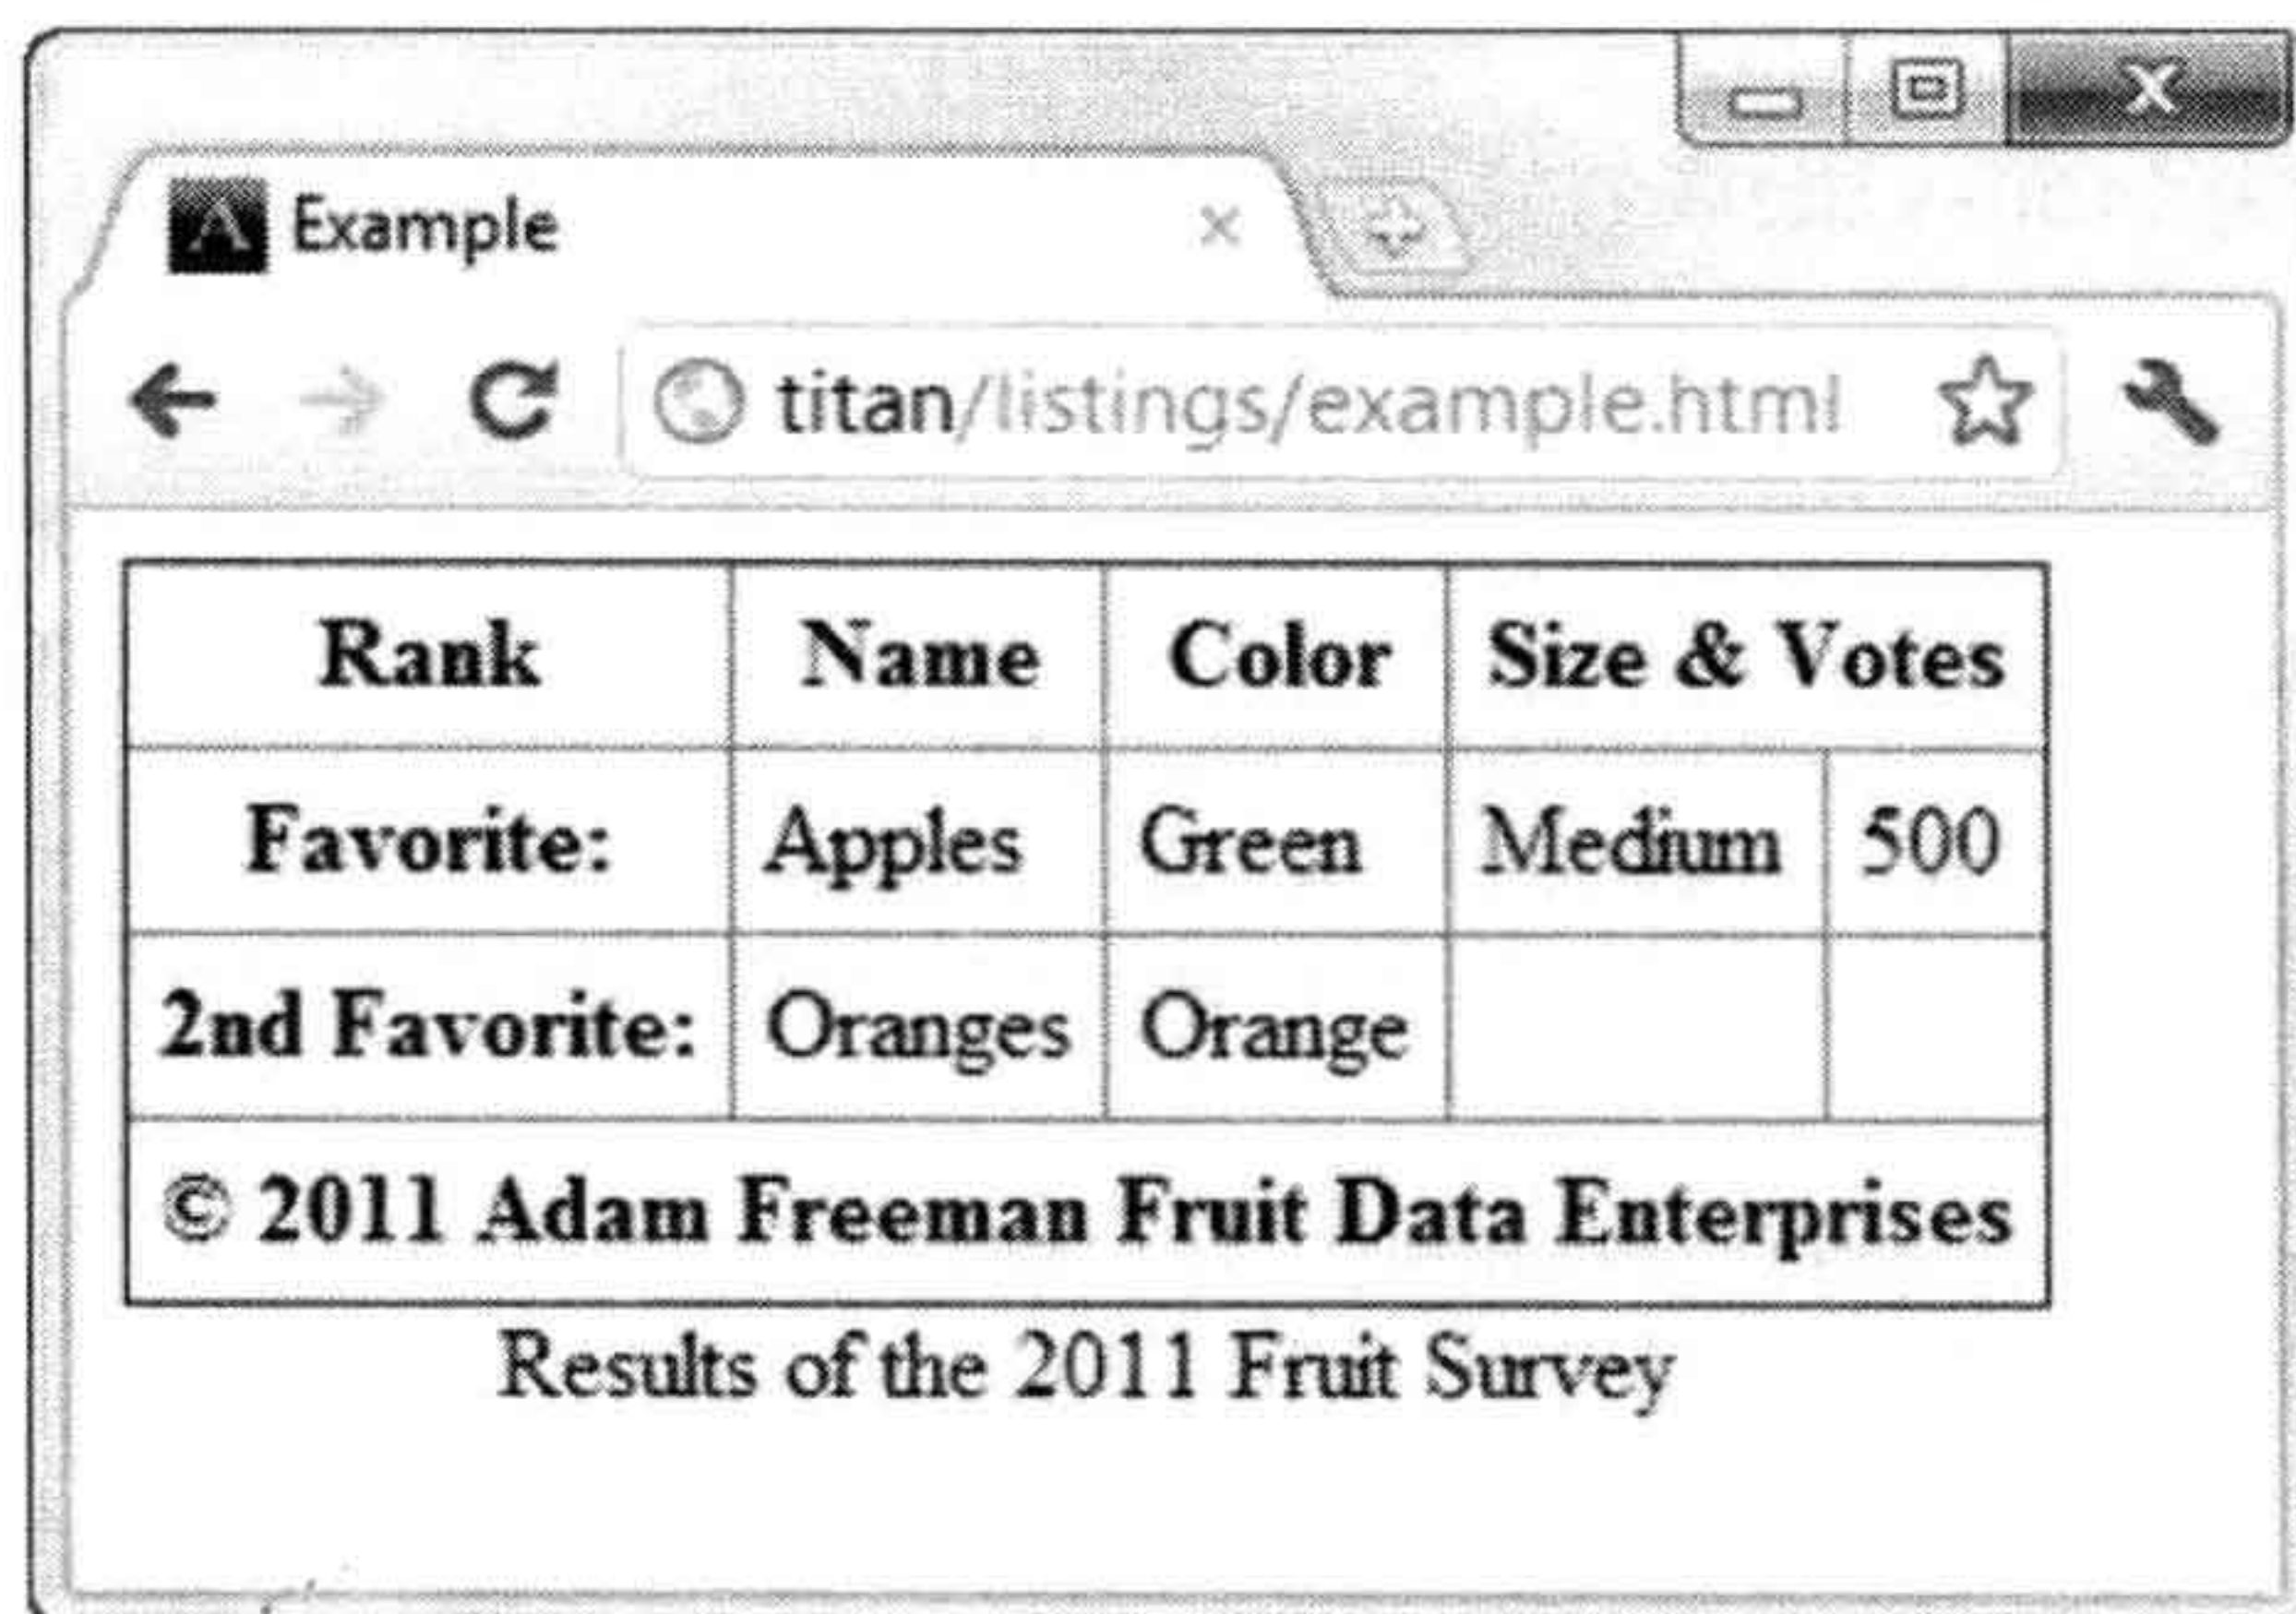 A Example
titan/listings/example.html
Rank Name Color Size & Votes
Favorite: Apples Green Medium 500
2nd Favorite: Oranges Orange
© 2011 Adam Freeman Fruit Data Enterprises
Results of the 2011 Fruit Survey